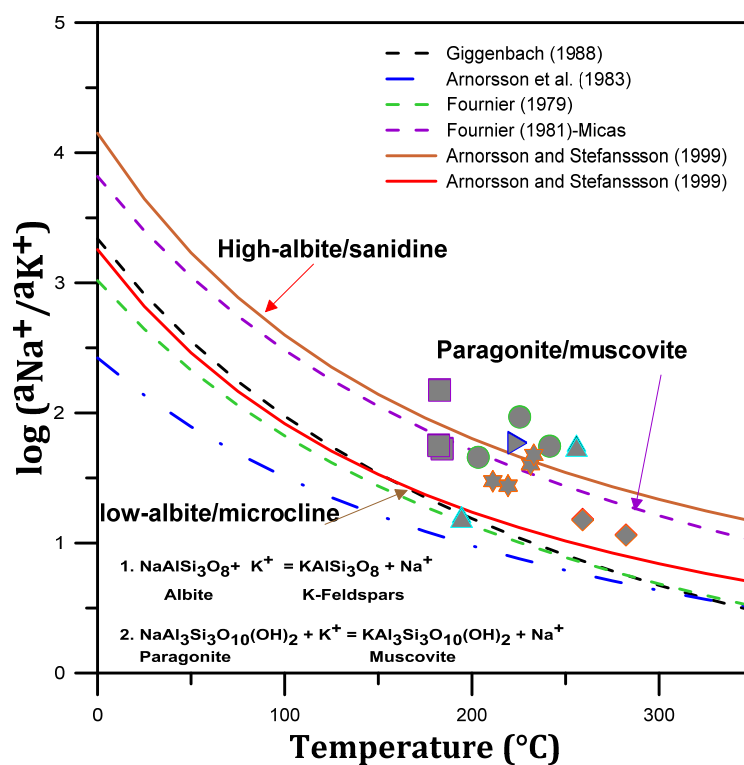 5
4
3
2
1
0
log (aNa+/aK+)
Giggenbach (1988)
Arnorsson et al. (1983)
Fournier (1979)
Fournier (1981)-Micas
Arnorsson and Stefanssson (1999)
Arnorsson and Stefanssson (1999)
High-albite/sanidine
Paragonite/muscovite
low-albite/microcline
1. NaAlSi3O8+ K+ = KAlSi3O8 + Na+
Albite K-Feldspars
2. NaAl3Si3O10(OH)2 + K+ = KAl3Si3O10(OH)2 + Na+
Paragonite Muscovite
0 100 200 300
Temperature (°C)